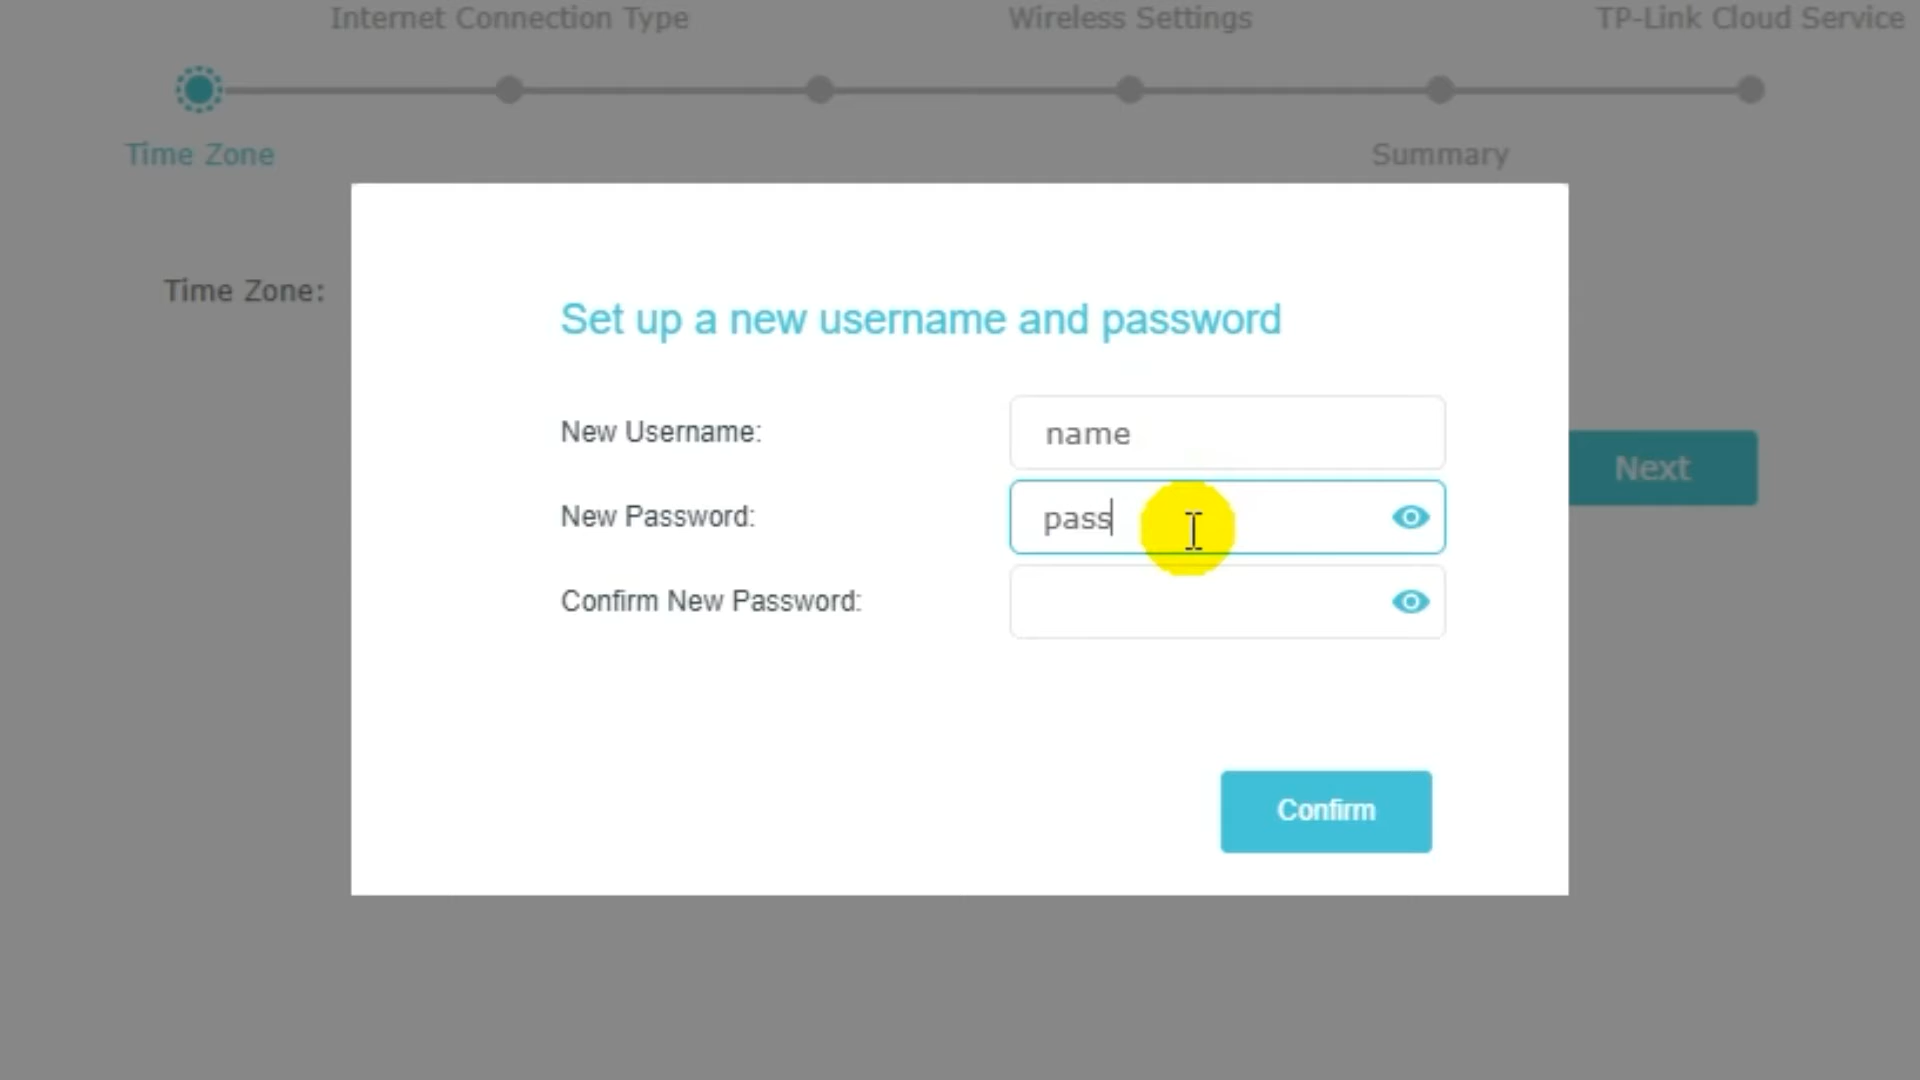 Internet Connection Type Wireless Settings TP-Link Cloud Service
Time Zone Summary
Time Zone:
Set up a new username and password
New Username: name
Next
New Password: pass
Confirm New Password:
Confirm